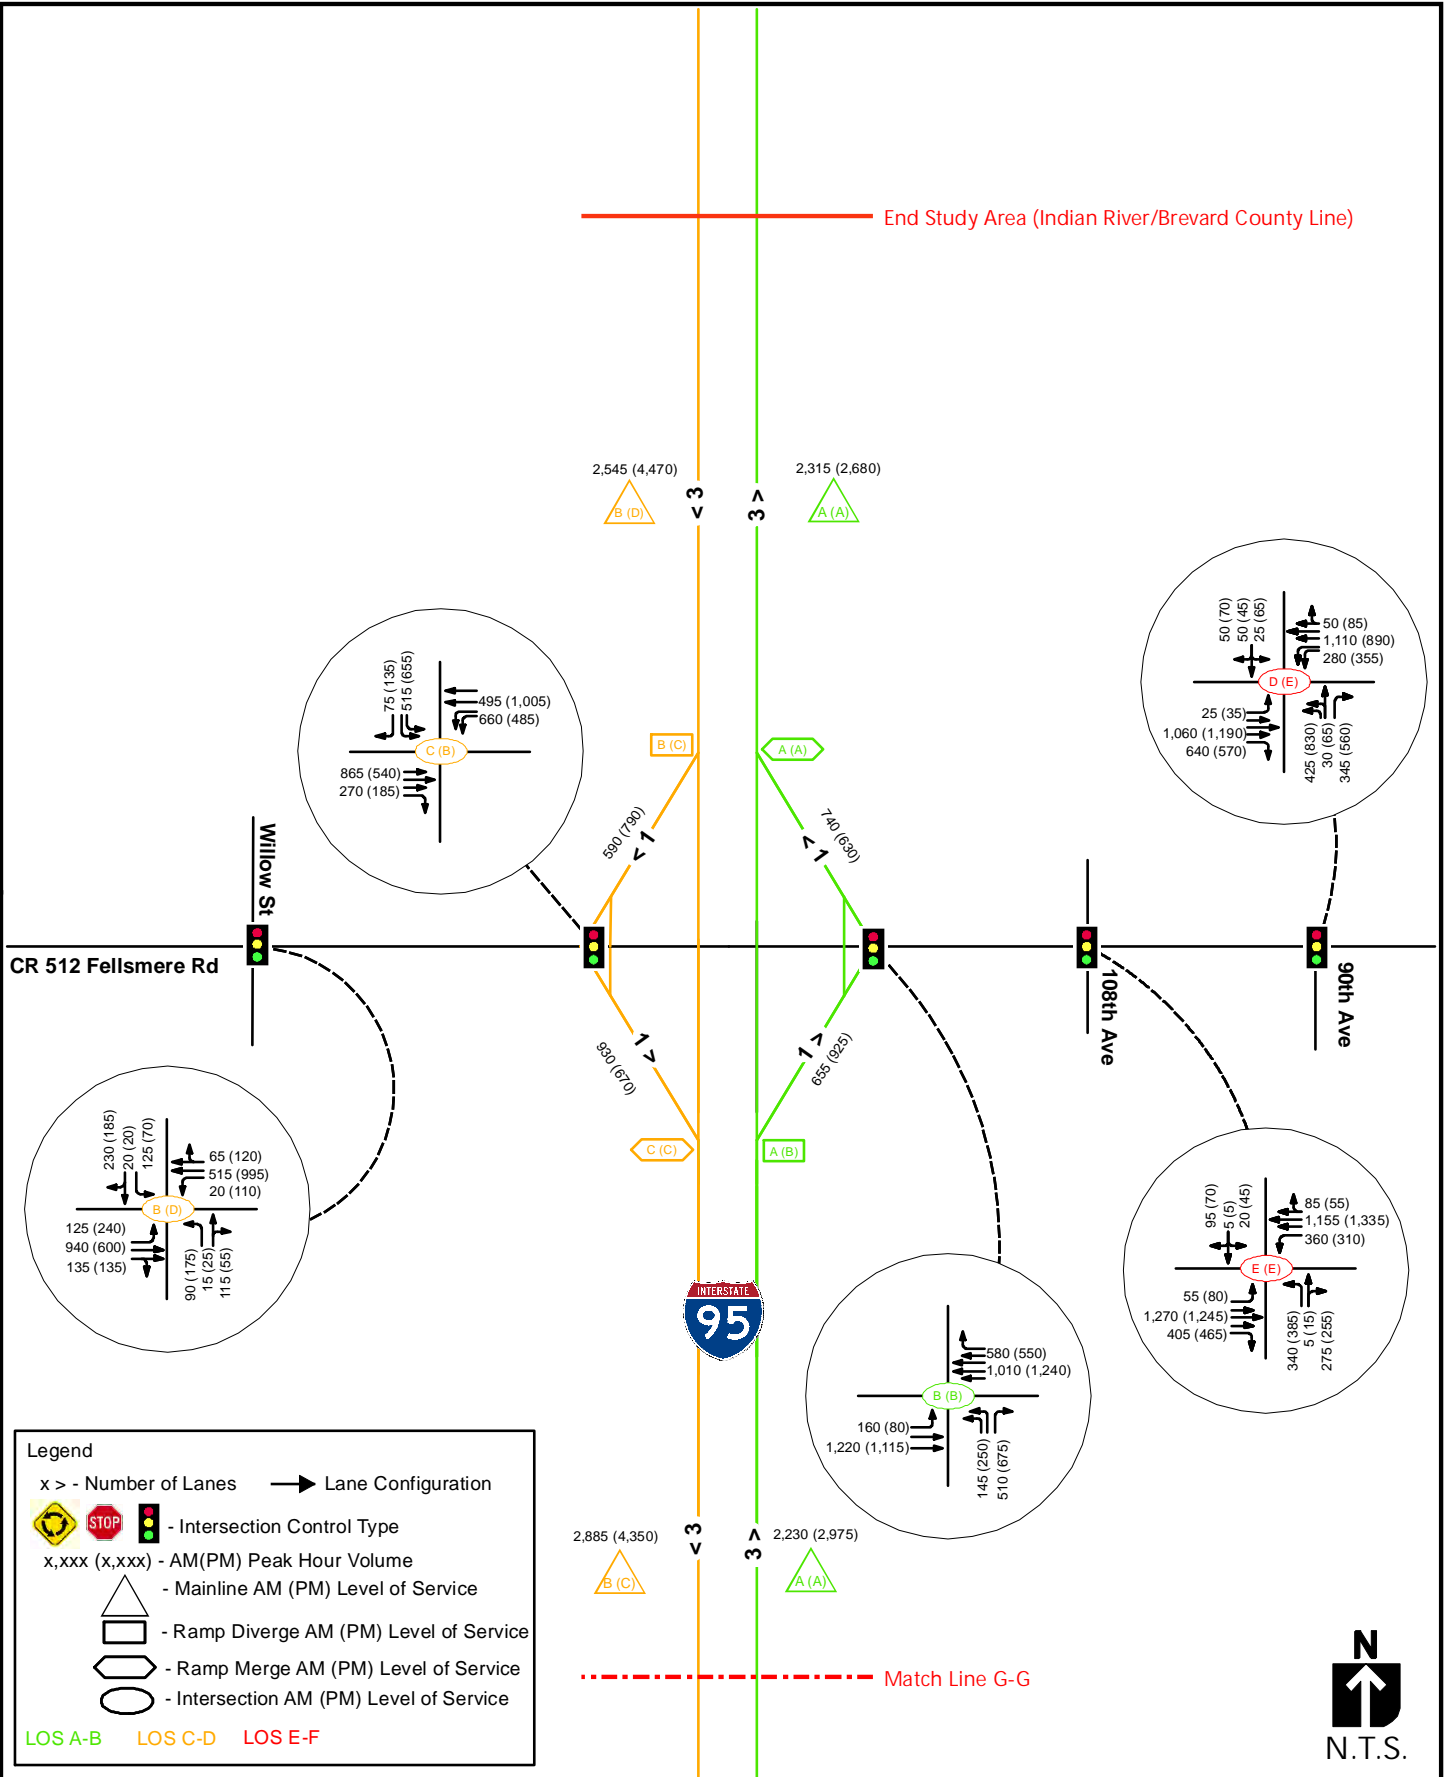 End Study Area (Indian River/Brevard County Line)
2,545 (4,470)
2,315 (2,680)
B (D)
< 3
3 >
A (A)
50 (70)
50 (45)
25 (65)
50 (85)
1,110 (890)
280 (355)
D (E)
25 (35)
1,060 (1,190)
640 (570)
425 (830)
30 (65)
345 (560)
75 (135)
515 (655)
495 (1,005)
660 (485)
C (B)
865 (540)
270 (185)
B (C)
A (A)
590 (790)
< 1
740 (630)
< 1
Willow St
CR 512 Fellsmere Rd
108th Ave
90th Ave
1 >
930 (670)
1 >
655 (925)
C (C)
A (B)
230 (185)
20 (20)
125 (70)
65 (120)
515 (995)
20 (110)
B (D)
125 (240)
940 (600)
135 (135)
90 (175)
15 (25)
115 (55)
95 (70)
5 (5)
20 (45)
85 (55)
1,155 (1,335)
360 (310)
E (E)
55 (80)
1,270 (1,245)
405 (465)
340 (385)
5 (15)
275 (255)
INTERSTATE
95
580 (550)
1,010 (1,240)
B (B)
160 (80)
1,220 (1,115)
145 (250)
510 (675)
2,885 (4,350)
< 3
3 >
2,230 (2,975)
B (C)
A (A)
Match Line G-G
Legend
x > - Number of Lanes
Lane Configuration
STOP
- Intersection Control Type
x,xxx (x,xxx) - AM(PM) Peak Hour Volume
- Mainline AM (PM) Level of Service
- Ramp Diverge AM (PM) Level of Service
- Ramp Merge AM (PM) Level of Service
- Intersection AM (PM) Level of Service
LOS A-B LOS C-D LOS E-F
N
N.T.S.